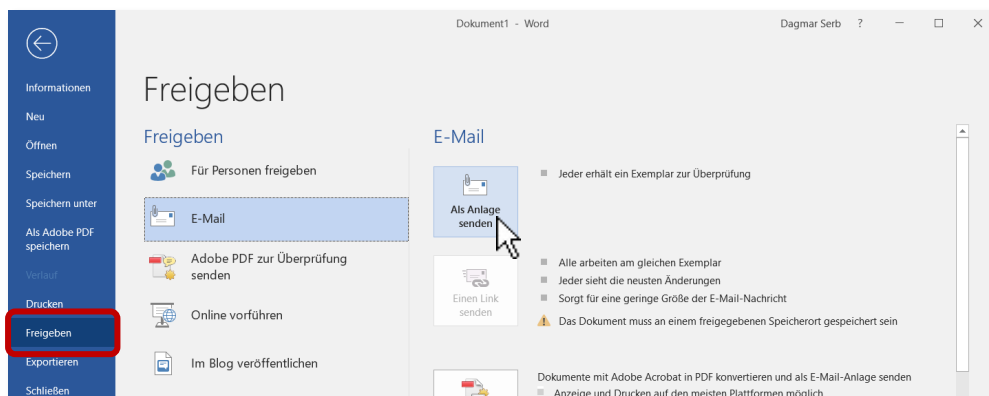 Dokument1 - Word
Dagmar Serb ?
Informationen
Neu
Öffnen
Speichern
Speichern unter
Als Adobe PDF
speichern
Verlauf
Drucken
Freigeben
Exportieren
Schließen
Freigeben
Freigeben
Für Personen freigeben
E-Mail
Adobe PDF zur Überprüfung
senden
Online vorführen
Im Blog veröffentlichen
E-Mail
Als Anlage
senden
Jeder erhält ein Exemplar zur Überprüfung
Einen Link
senden
Alle arbeiten am gleichen Exemplar
Jeder sieht die neusten Änderungen
Sorgt für eine geringe Größe der E-Mail-Nachricht
Das Dokument muss an einem freigegebenen Speicherort gespeichert sein
Dokumente mit Adobe Acrobat in PDF konvertieren und als E-Mail-Anlage senden
Anzeige und Drucken auf den meisten Plattformen möglich